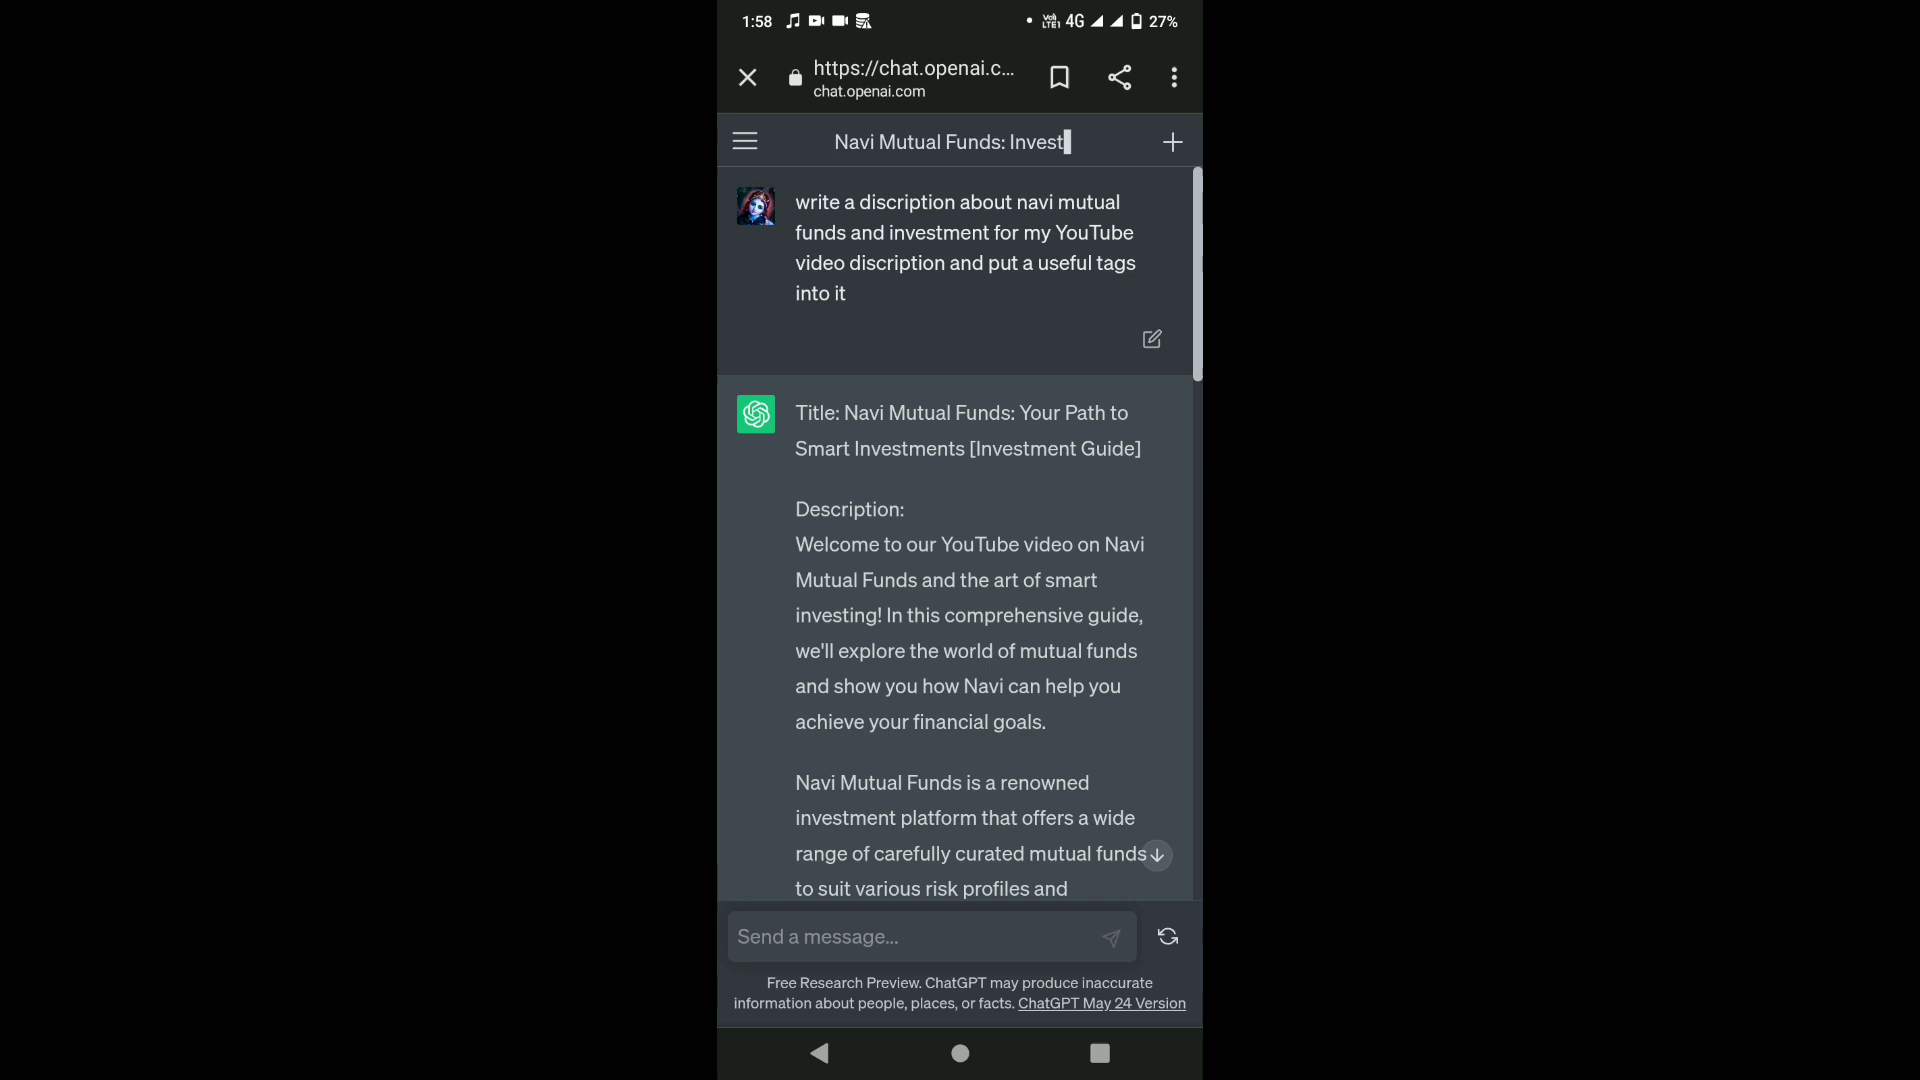 1:58
VoLTE1 4G 27%
https://chat.openai.c...
chat.openai.com
Navi Mutual Funds: Invest
write a discription about navi mutual
funds and investment for my YouTube
video discription and put a useful tags
into it
Title: Navi Mutual Funds: Your Path to
Smart Investments [Investment Guide]
Description:
Welcome to our YouTube video on Navi
Mutual Funds and the art of smart
investing! In this comprehensive guide,
we'll explore the world of mutual funds
and show you how Navi can help you
achieve your financial goals.
Navi Mutual Funds is a renowned
investment platform that offers a wide
range of carefully curated mutual funds
to suit various risk profiles and
Send a message...
Free Research Preview. ChatGPT may produce inaccurate
information about people, places, or facts. ChatGPT May 24 Version